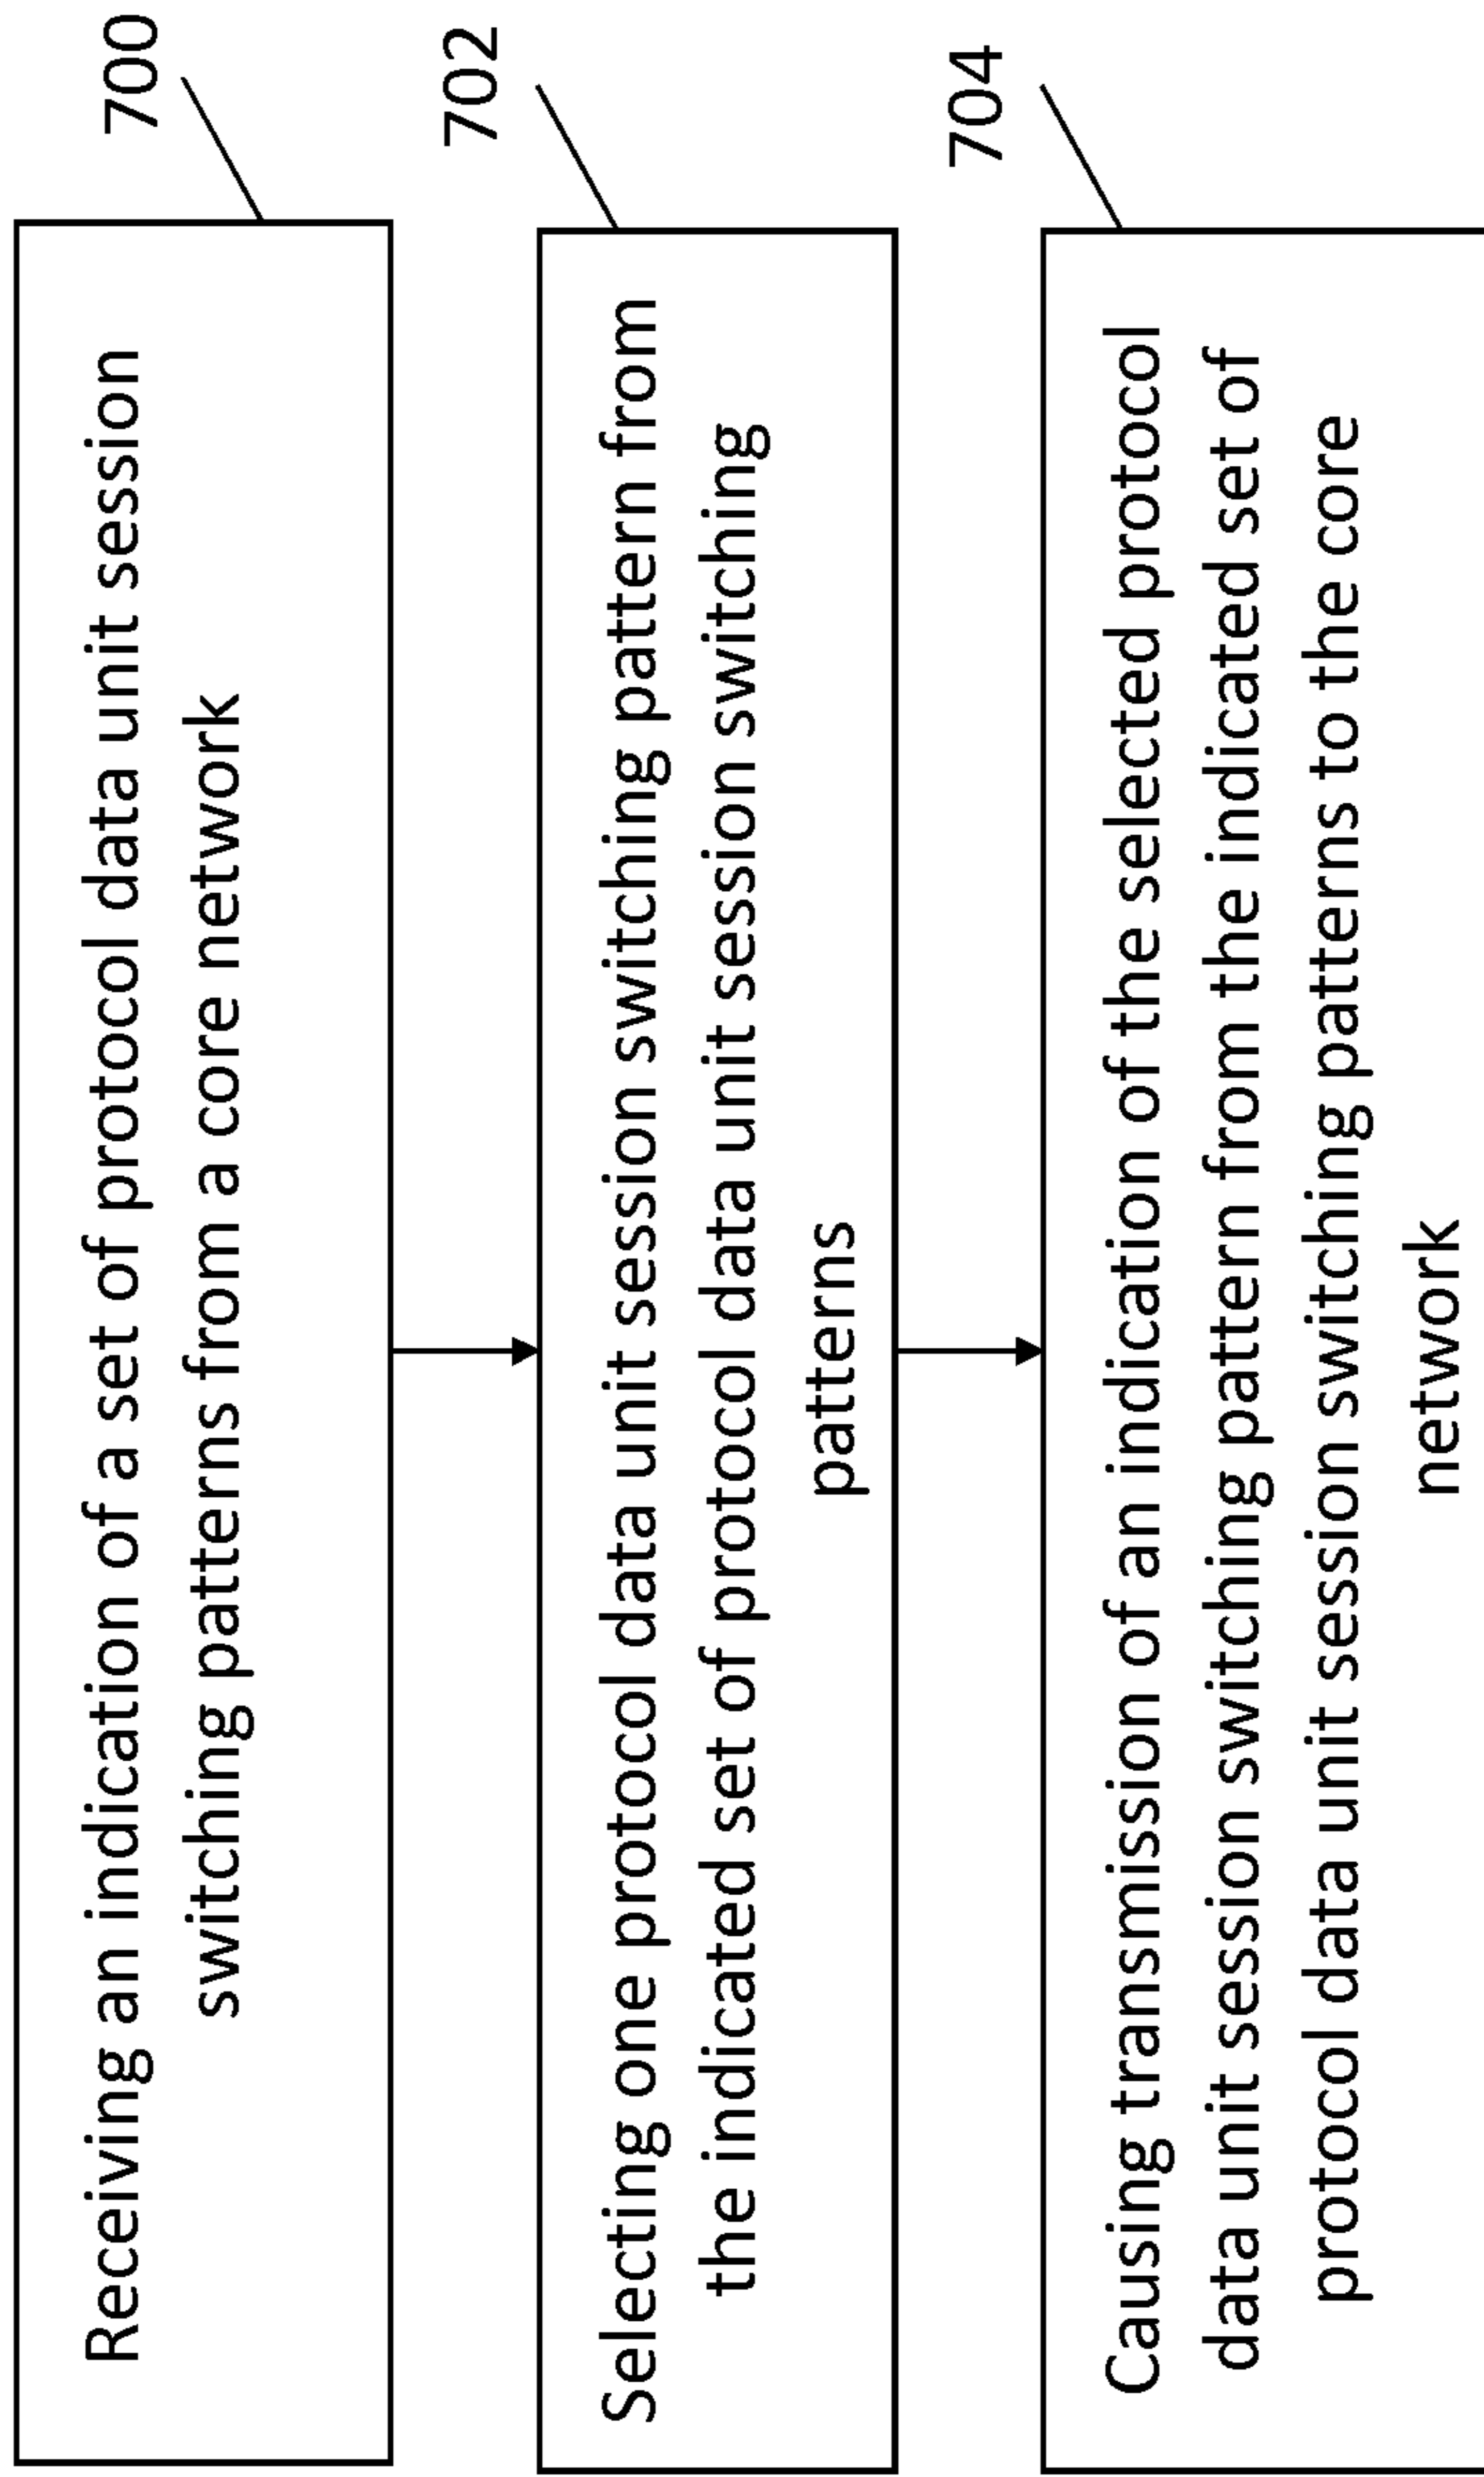 700
Receiving an indication of a set of protocol data unit session
switching patterns from a core network
702
Selecting one protocol data unit session switching pattern from
the indicated set of protocol data unit session switching
patterns
704
Causing transmission of an indication of the selected protocol
data unit session switching pattern from the indicated set of
protocol data unit session switching patterns to the core
network